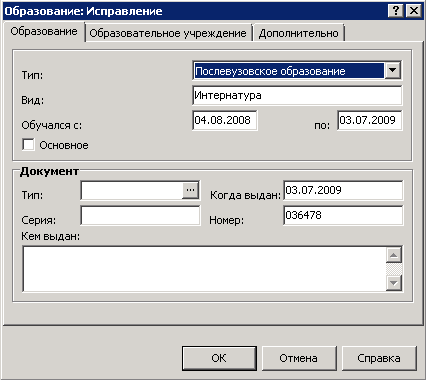 Образование: Исправление
Образование Образовательное учреждение Дополнительно
Тип: Послевузовское образование
Вид: Интернатура
Обучался с: 04.08.2008 по: 03.07.2009
Основное
Документ
Тип: ... Когда выдан: 03.07.2009
Серия: Номер: 036478
Кем выдан:
ОК Отмена Справка